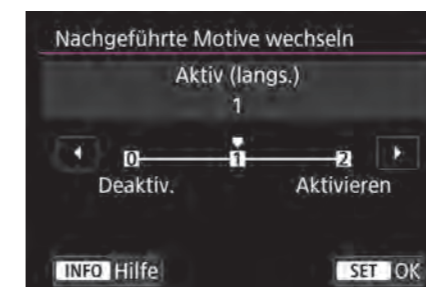 Nachgeführte Motive wechseln
Aktiv (langs.)
1
0 1 2
Deaktiv. Aktivieren
INFO Hilfe SET OK